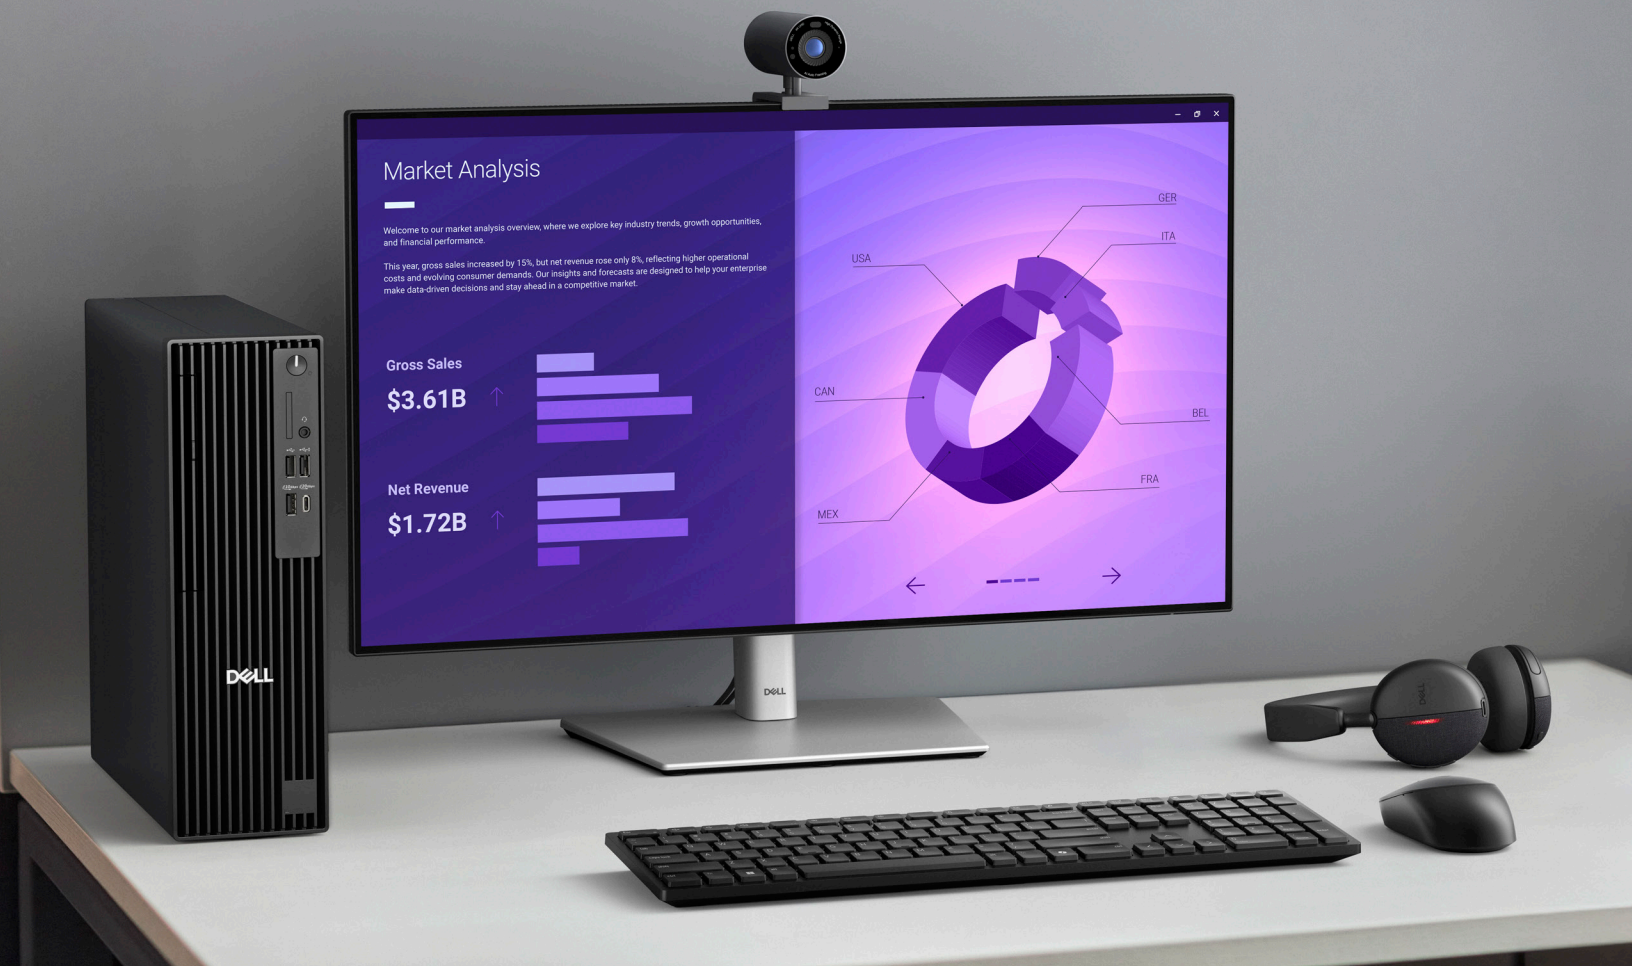 Market Analysis
Welcome to our market analysis overview, where we explore key industry trends, growth opportunities,
and financial performance.
This year, gross sales increased by 15%, but net revenue rose only 8%, reflecting higher operational
costs and evolving consumer demands. Our insights and forecasts are designed to help your enterprise
make data-driven decisions and stay ahead in a competitive market.
Gross Sales
$3.61B
Net Revenue
$1.72B
GER
ITA
USA
CAN
BEL
FRA
MEX
DELL
DELL
DELL